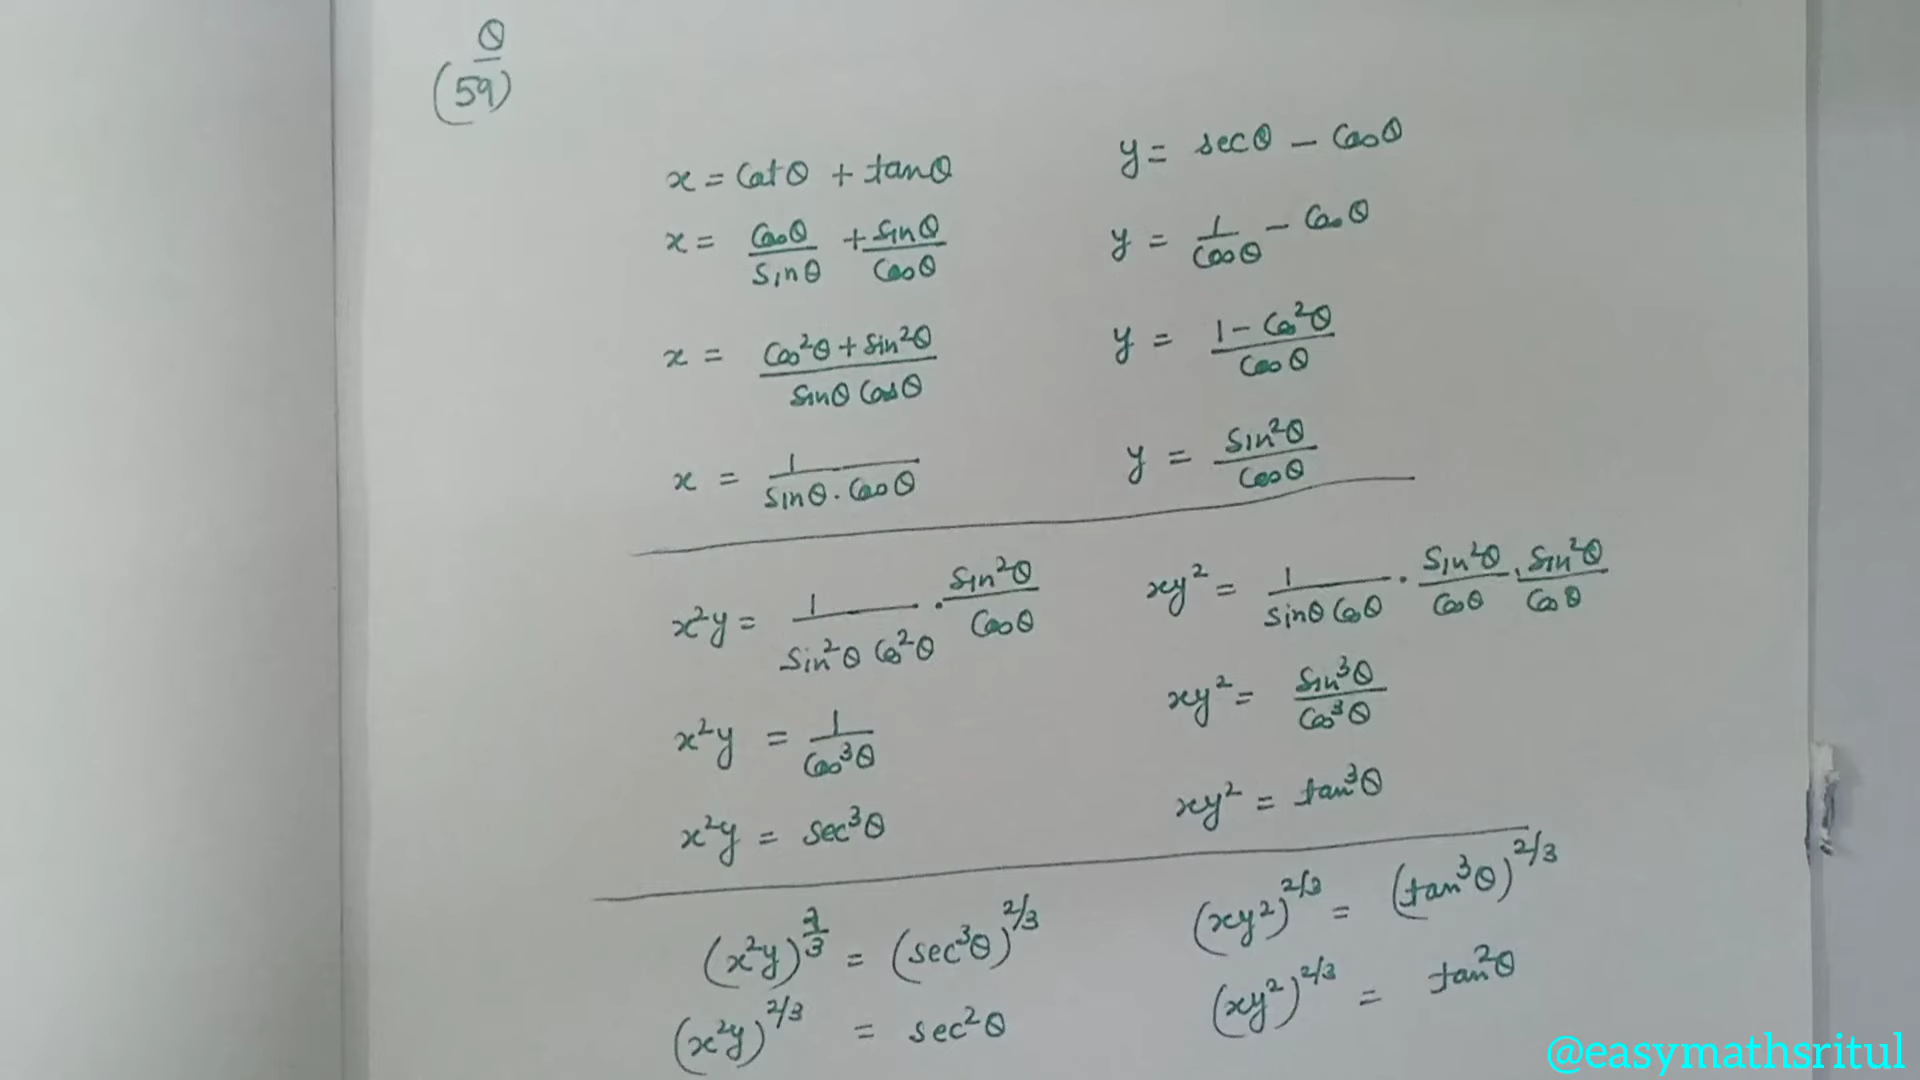 Q
(59)
x = Cotθ + tanθ
y = secθ − Cosθ
x = Cosθ/Sinθ + Sinθ/Cosθ
y = 1/Cosθ − Cosθ
x = (Cos²θ + Sin²θ)/(Sinθ Cosθ)
y = (1 − Cos²θ)/Cosθ
x = 1/(Sinθ . Cosθ)
y = Sin²θ/Cosθ
x²y = 1/(Sin²θ Cos²θ) . Sin²θ/Cosθ
xy² = 1/(Sinθ Cosθ) . Sin²θ/Cosθ . Sin²θ/Cosθ
x²y = 1/Cos³θ
xy² = Sin³θ/Cos³θ
x²y = sec³θ
xy² = tan³θ
(x²y)^2/3 = (sec³θ)^2/3
(xy²)^2/3 = (tan³θ)^2/3
(x²y)^2/3 = sec²θ
(xy²)^2/3 = tan²θ
@easymathsritul